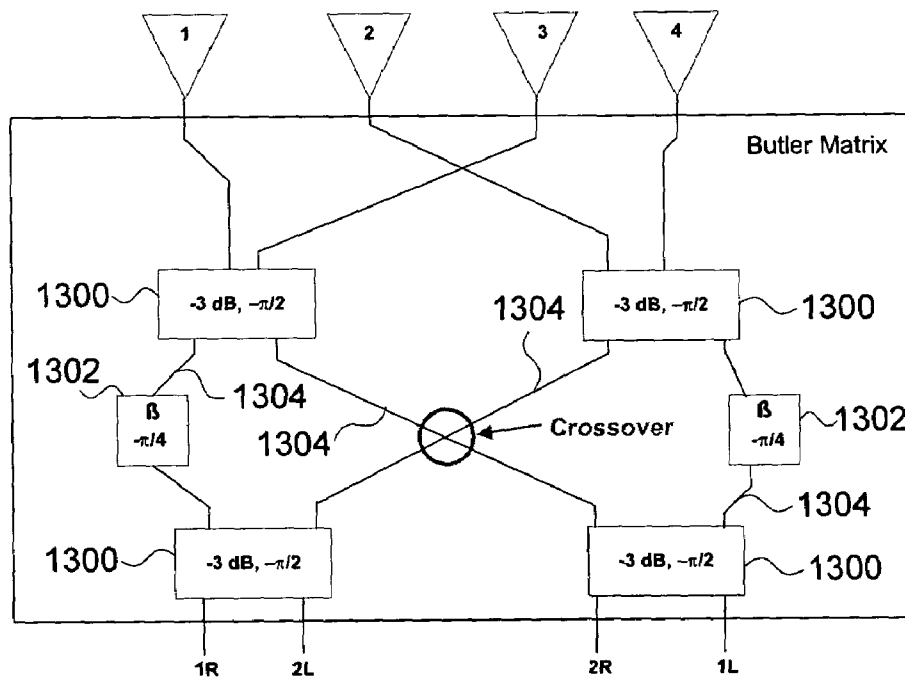 1 2 3 4
Butler Matrix
1300 -3 dB, −π/2 -3 dB, −π/2 1300
1304
1302 1304 ß -π/4 ß -π/4 1302
1304 Crossover
1304
1300 -3 dB, −π/2 -3 dB, −π/2 1300
1R 2L 2R 1L